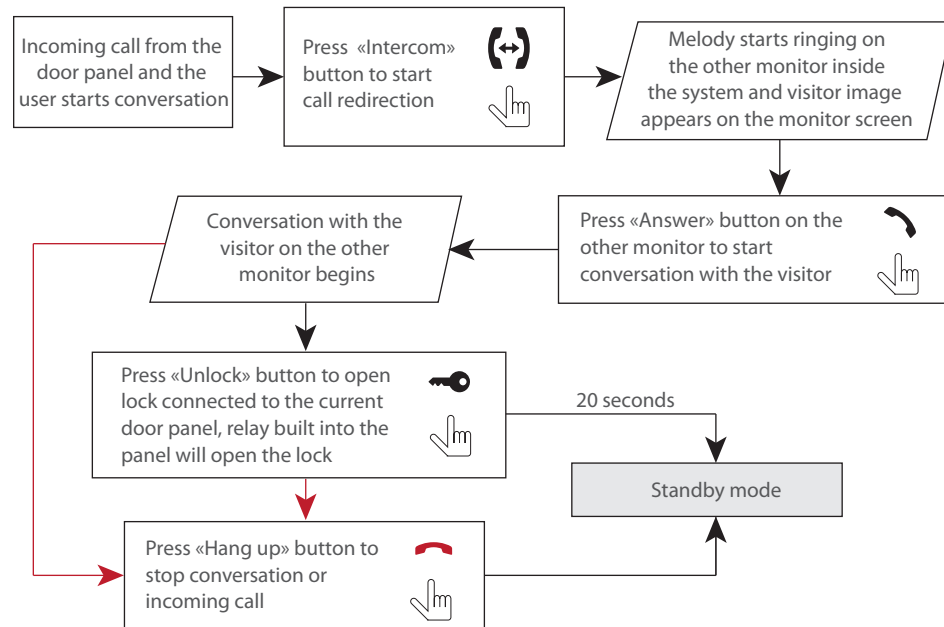 Incoming call from the
door panel and the
user starts conversation
Press «Intercom»
button to start
call redirection
Melody starts ringing on
the other monitor inside
the system and visitor image
appears on the monitor screen
Press «Answer» button on the
other monitor to start
conversation with the visitor
Conversation with the
visitor on the other
monitor begins
Press «Unlock» button to open
lock connected to the current
door panel, relay built into the
panel will open the lock
20 seconds
Standby mode
Press «Hang up» button to
stop conversation or
incoming call